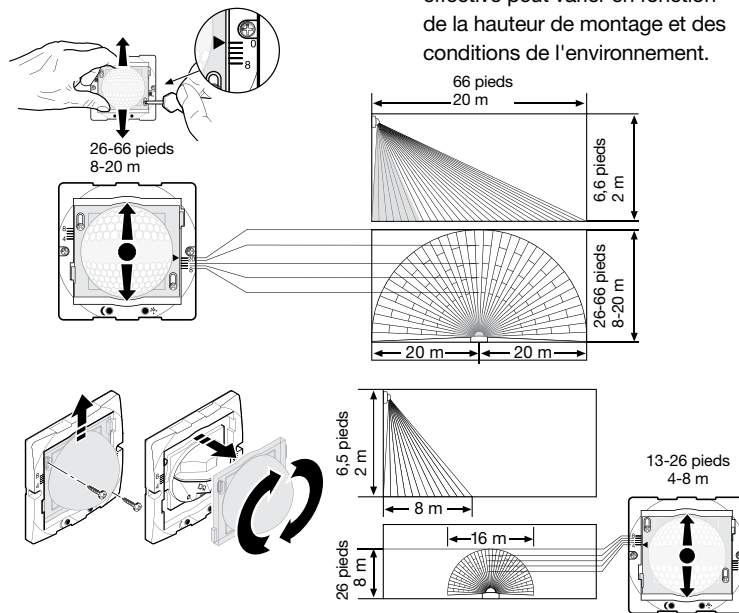 effective peut varier en fonction
de la hauteur de montage et des
conditions de l'environnement.
0
8
26-66 pieds
8-20 m
66 pieds
20 m
6,6 pieds
2 m
26-66 pieds
8-20 m
20 m
20 m
8
4
6,5 pieds
2 m
8 m
13-26 pieds
4-8 m
16 m
26 pieds
8 m